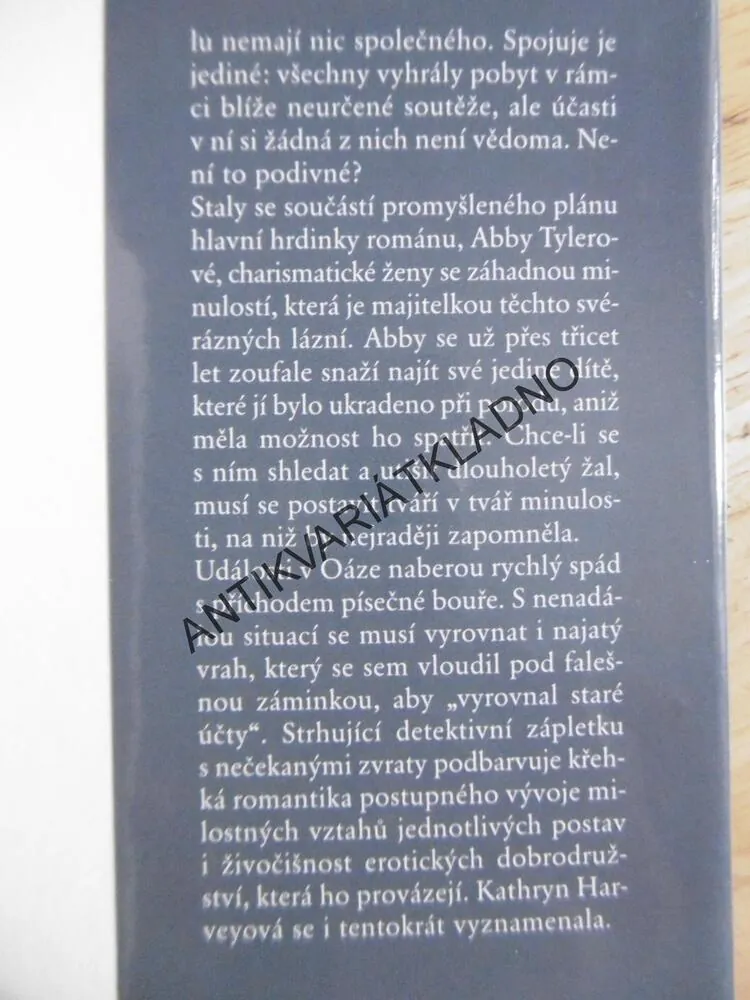 lu nemají nic společného. Spojuje je
jediné: všechny vyhrály pobyt v rám-
ci blíže neurčené soutěže, ale účasti
v ní si žádná z nich není vědoma. Ne-
ní to podivné?
Staly se součástí promyšleného plánu
hlavní hrdinky románu, Abby Tylero-
vé, charismatické ženy se záhadnou mi-
nulostí, která je majitelkou těchto své-
rázných lázní. Abby se už přes třicet
let zoufale snaží najít své jediné dítě,
které jí bylo ukradeno při porodu, aniž
měla možnost ho spatřit. Chce-li se
s ním shledat a utišit dlouholetý žal,
musí se postavit tváří v tvář minulos-
ti, na niž by nejraději zapomněla.
Události v Oáze naberou rychlý spád
s příchodem písečné bouře. S nenadá-
lou situací se musí vyrovnat i najatý
vrah, který se sem vloudil pod faleš-
nou záminkou, aby „vyrovnal staré
účty“. Strhující detektivní zápletku
s nečekanými zvraty podbarvuje křeh-
ká romantika postupného vývoje mi-
lostných vztahů jednotlivých postav
i živočišnost erotických dobrodruž-
ství, která ho provázejí. Kathryn Har-
veyová se i tentokrát vyznamenala.
ANTIKVARIÁTKLADNO